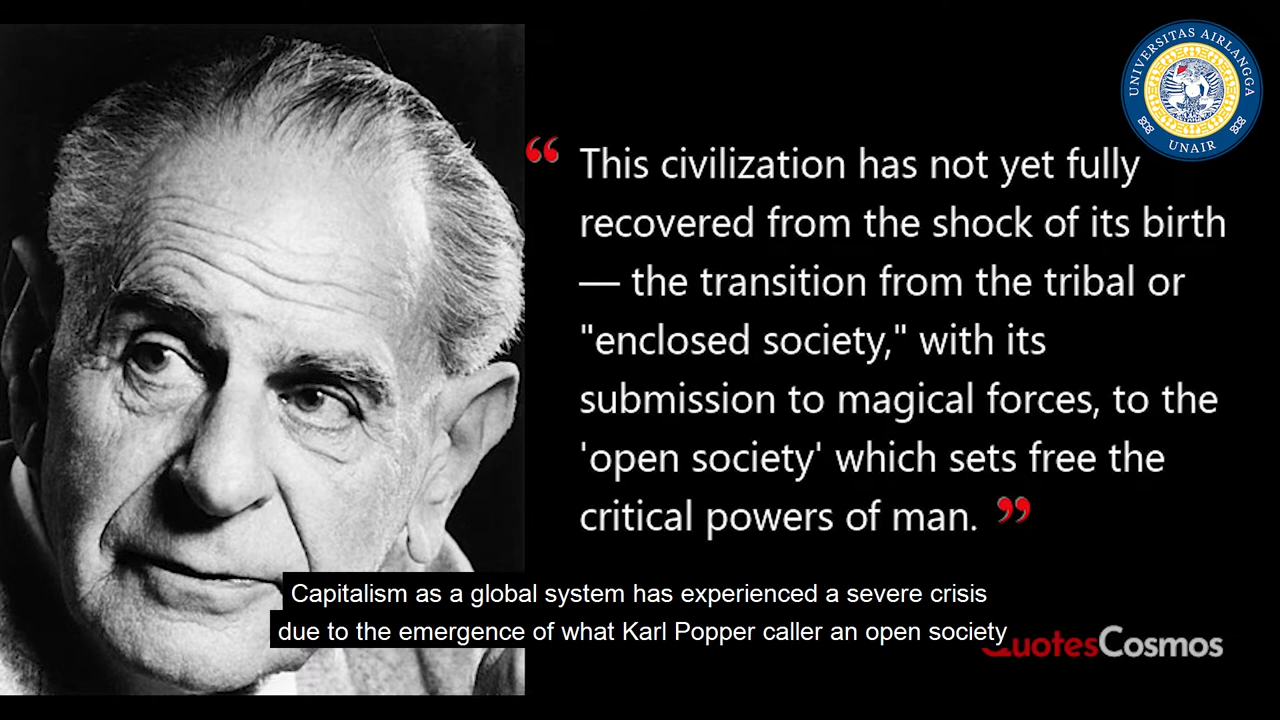 UNIVERSITAS AIRLANGGA
UNAIR
“ This civilization has not yet fully
recovered from the shock of its birth
— the transition from the tribal or
"enclosed society," with its
submission to magical forces, to the
'open society' which sets free the
critical powers of man. ”
Capitalism as a global system has experienced a severe crisis
due to the emergence of what Karl Popper caller an open society
QuotesCosmos